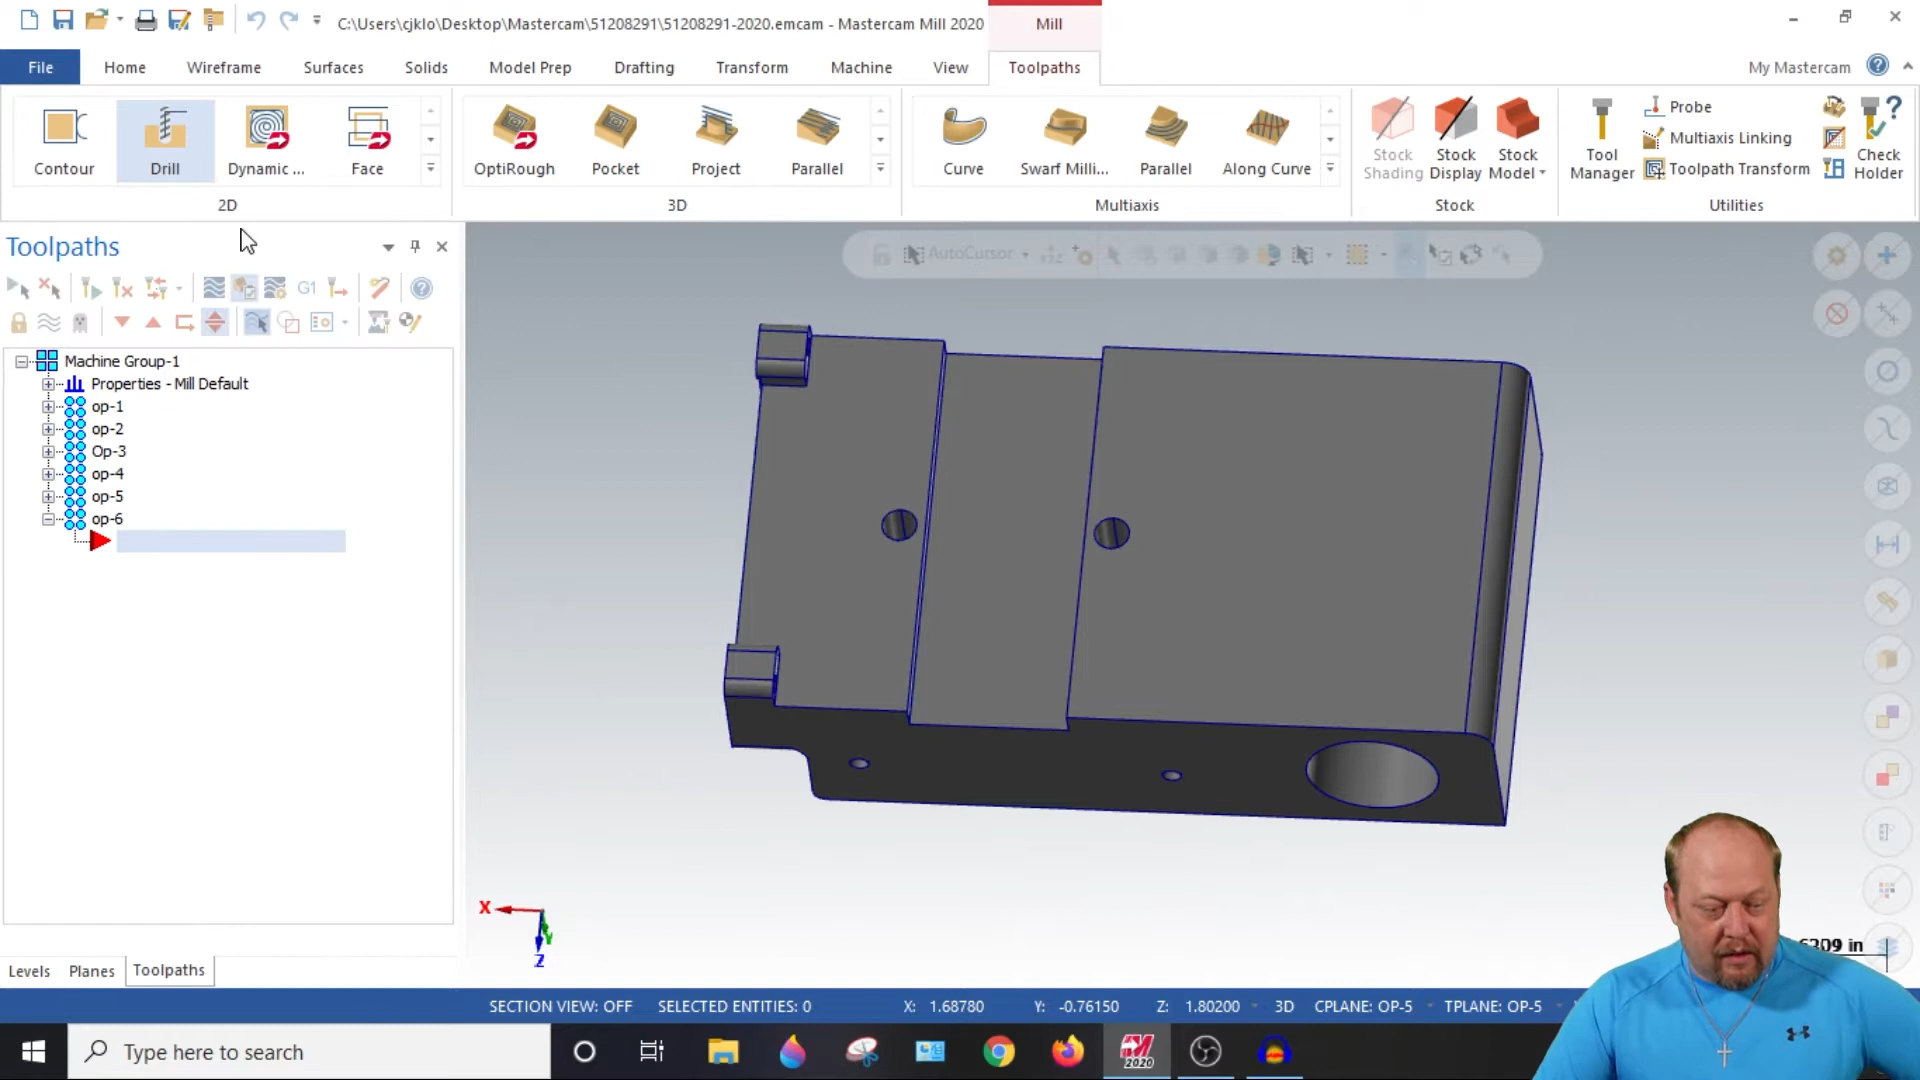 C:\Users\cjklo\Desktop\Mastercam\51208291\51208291-2020.emcam - Mastercam Mill 2020
Mill
File
Home
Wireframe
Surfaces
Solids
Model Prep
Drafting
Transform
Machine
View
Toolpaths
My Mastercam
Contour
Drill
Dynamic ...
Face
2D
OptiRough
Pocket
Project
Parallel
3D
Curve
Swarf Milli...
Parallel
Along Curve
Multiaxis
Stock Shading
Stock Display
Stock Model
Stock
Tool Manager
Probe
Multiaxis Linking
Toolpath Transform
Check Holder
Utilities
Toolpaths
G1
AutoCursor
Machine Group-1
Properties - Mill Default
op-1
op-2
Op-3
op-4
op-5
op-6
X
Y
Z
in
Levels
Planes
Toolpaths
SECTION VIEW: OFF
SELECTED ENTITIES: 0
X: 1.68780
Y: -0.76150
Z: 1.80200
3D
CPLANE: OP-5
TPLANE: OP-5
Type here to search
2020